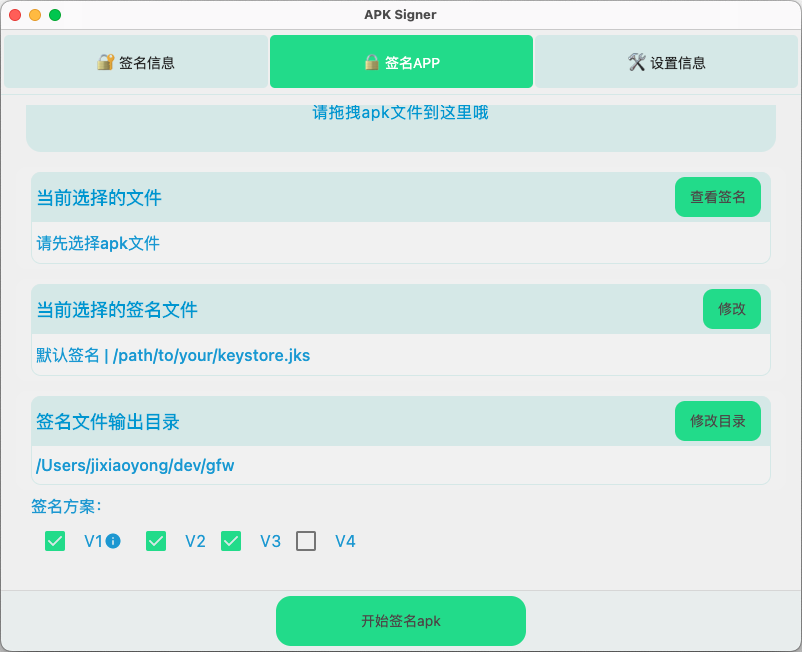 APK Signer
签名信息
签名APP
设置信息
请拖拽apk文件到这里哦
当前选择的文件
查看签名
请先选择apk文件
当前选择的签名文件
修改
默认签名 | /path/to/your/keystore.jks
签名文件输出目录
修改目录
/Users/jixiaoyong/dev/gfw
签名方案：
V1 V2 V3 V4
开始签名apk